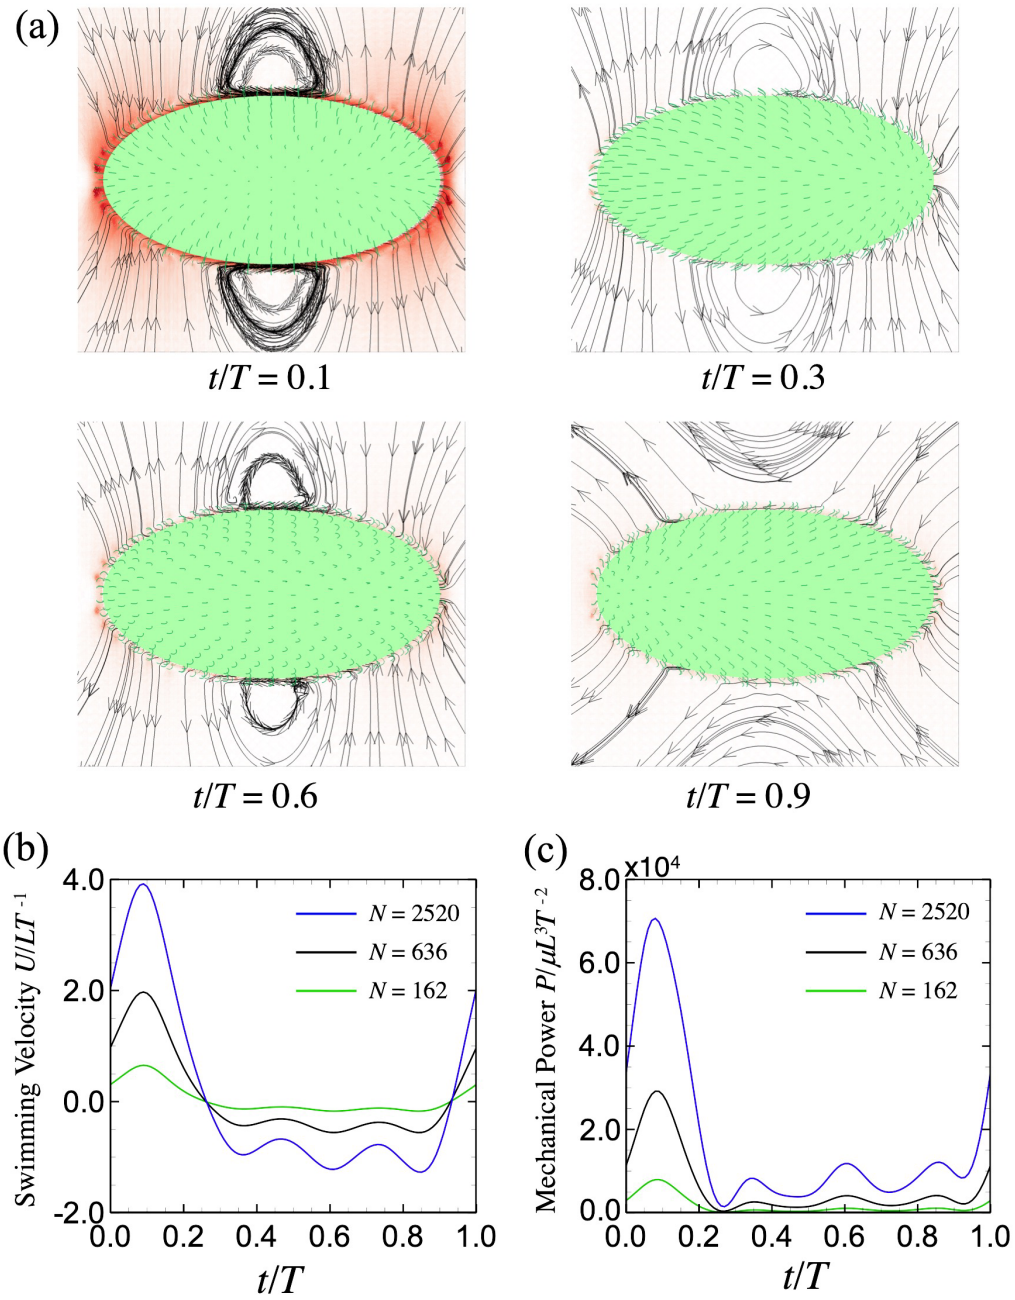 (a)
t/T = 0.1
t/T = 0.3
t/T = 0.6
t/T = 0.9
(b)
Swimming Velocity U/LT⁻¹
4.0
2.0
0.0
-2.0
N = 2520
N = 636
N = 162
0.0 0.2 0.4 0.6 0.8 1.0
t/T
(c)
Mechanical Power P/μL³T⁻²
x10⁴
8.0
6.0
4.0
2.0
0.0
N = 2520
N = 636
N = 162
0.0 0.2 0.4 0.6 0.8 1.0
t/T